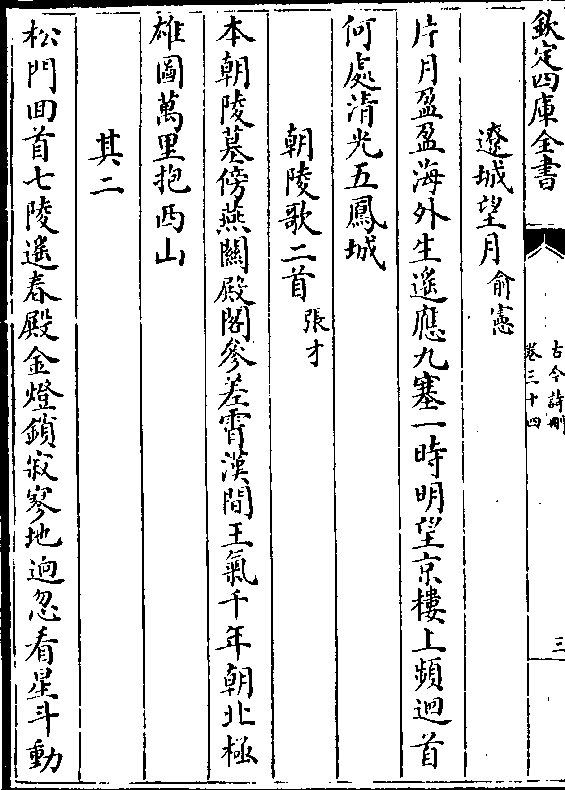 欽定四庫全書
古今詩刪
卷三十四
三
遼城望月俞憲
片月盈盈海外生遥應九塞一時明望京樓上頻迴首
何處清光五鳳城
朝陵歌二首張才
本朝陵墓傍燕關殿閣參差霄漢間王氣千年朝北極
雄圖萬里抱西山
其二
松門回首七陵遥春殿金燈鎖寂寥地迥忽看星斗動